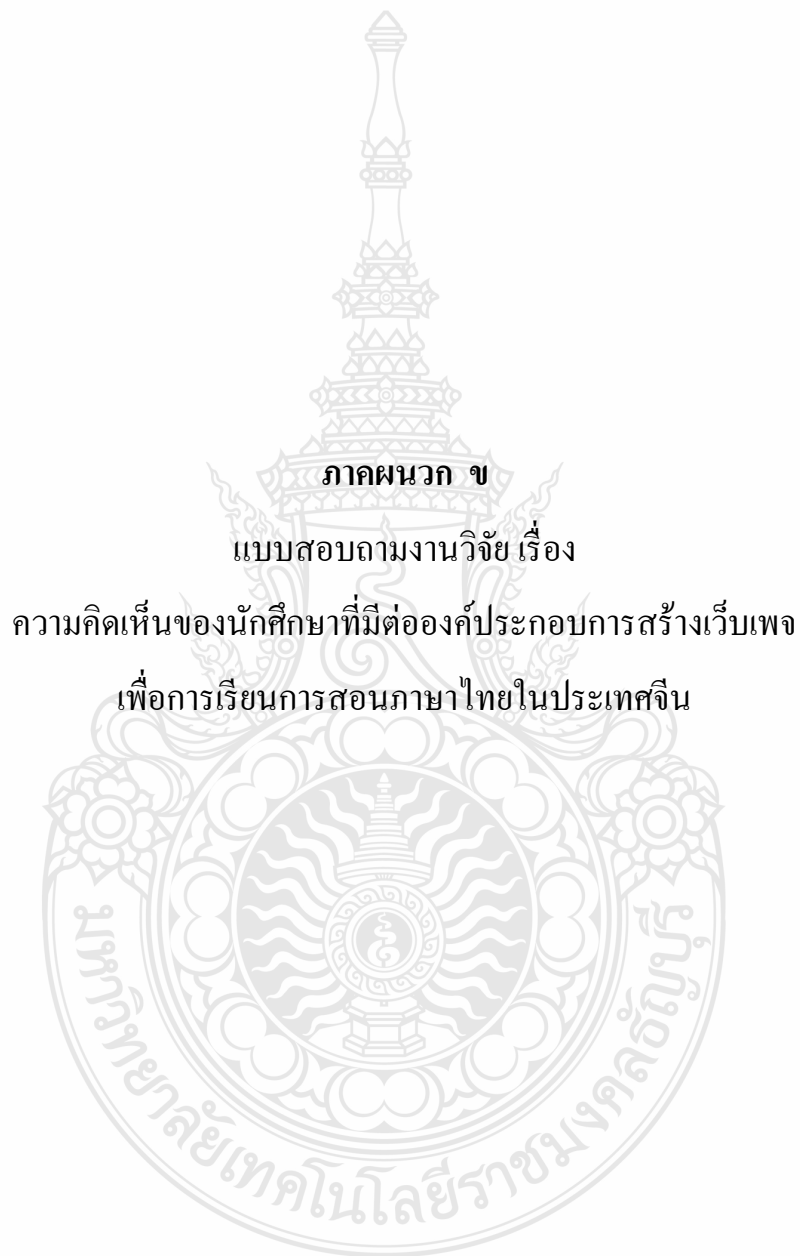 ภาคผนวก ข
แบบสอบถามงานวิจัย เรื่อง
ความคิดเห็นของนักศึกษาที่มีต่อองค์ประกอบการสร้างเว็บเพจ
เพื่อการเรียนการสอนภาษาไทยในประเทศจีน
มหาวิทยาลัยเทคโนโลยีราชมงคลธัญบุรี